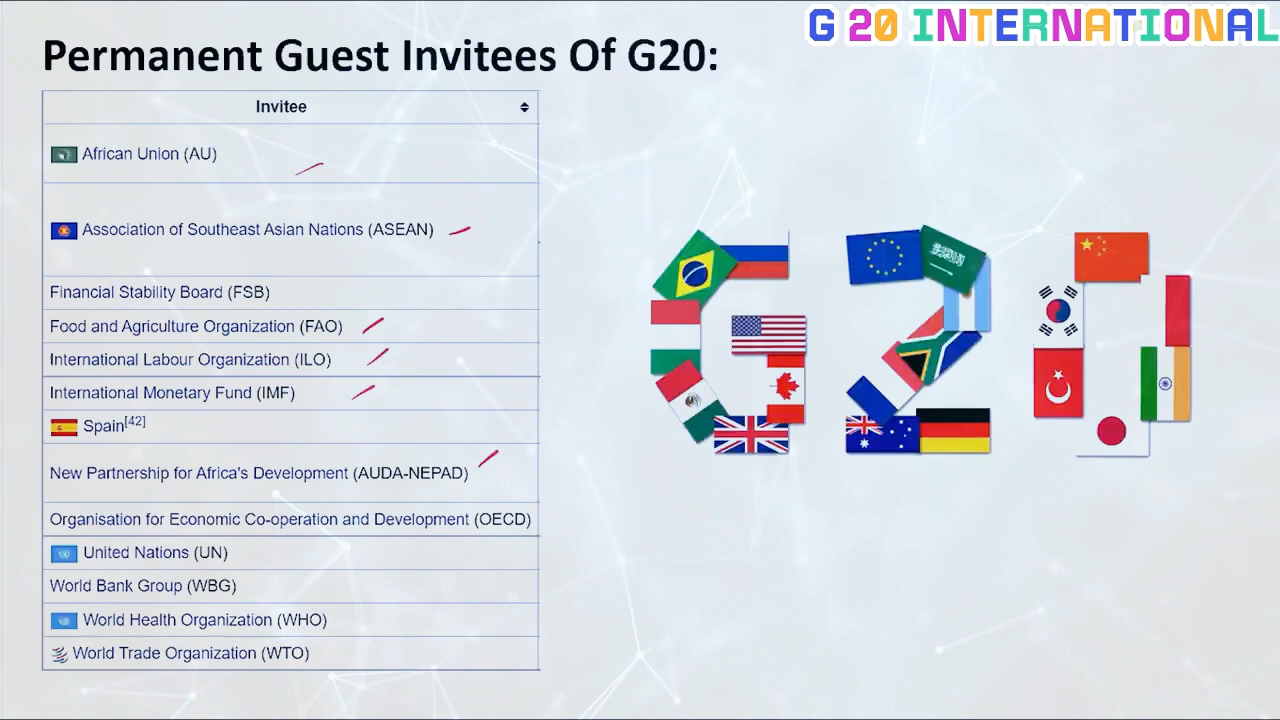 G 20 INTERNATIONAL
Permanent Guest Invitees Of G20:
Invitee
African Union (AU)
Association of Southeast Asian Nations (ASEAN)
Financial Stability Board (FSB)
Food and Agriculture Organization (FAO)
International Labour Organization (ILO)
International Monetary Fund (IMF)
Spain[42]
New Partnership for Africa's Development (AUDA-NEPAD)
Organisation for Economic Co-operation and Development (OECD)
United Nations (UN)
World Bank Group (WBG)
World Health Organization (WHO)
World Trade Organization (WTO)